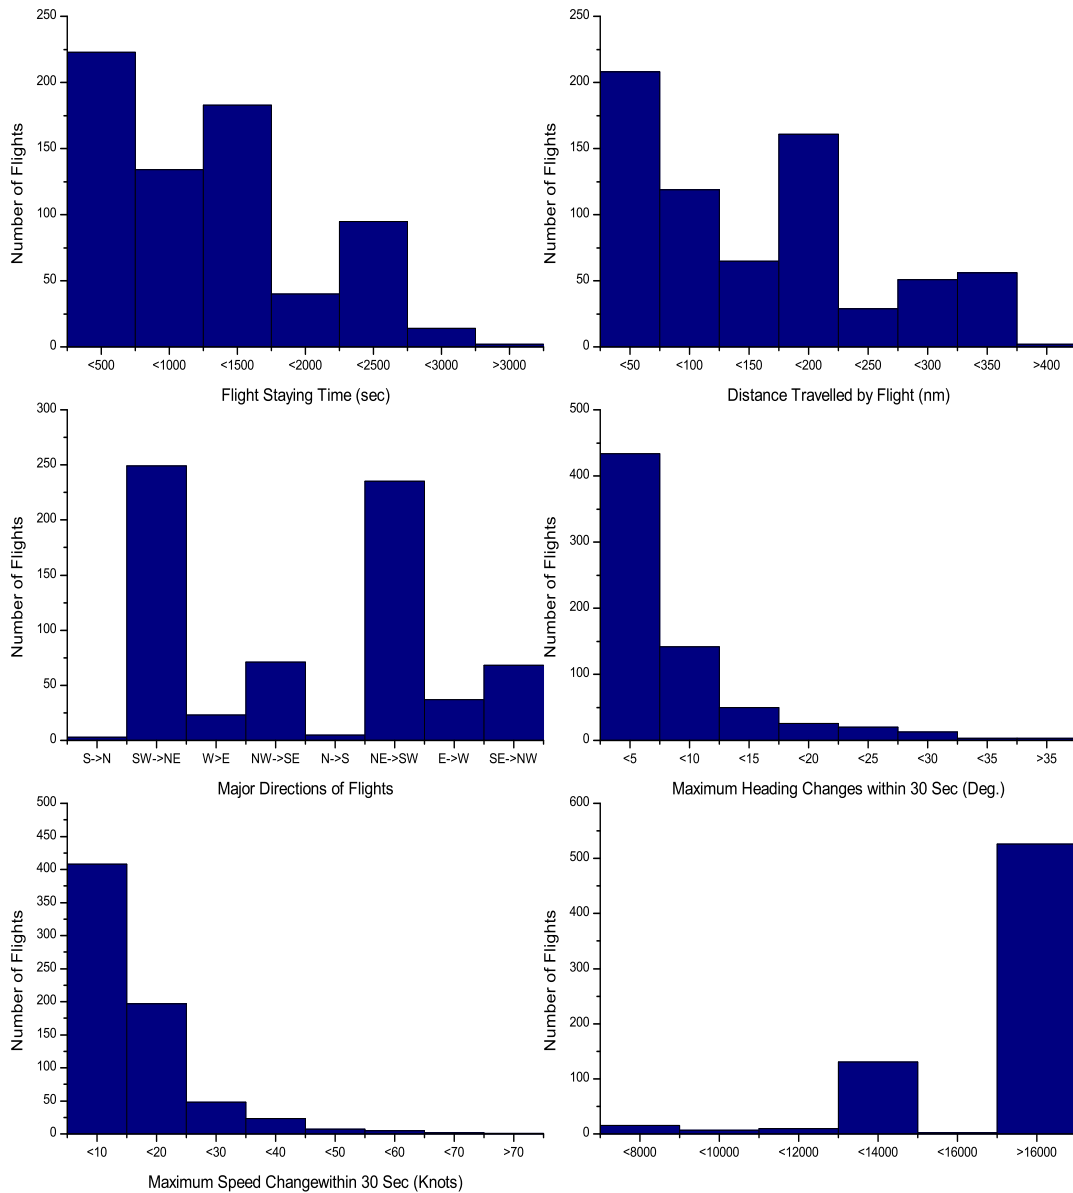 250
200
150
100
50
0
Number of Flights
<500 <1000 <1500 <2000 <2500 <3000 >3000
Flight Staying Time (sec)
250
200
150
100
50
0
Number of Flights
<50 <100 <150 <200 <250 <300 <350 >400
Distance Travelled by Flight (nm)
300
250
200
150
100
50
0
Number of Flights
S->N SW->NE W>E NW->SE N->S NE->SW E->W SE->NW
Major Directions of Flights
500
400
300
200
100
0
Number of Flights
<5 <10 <15 <20 <25 <30 <35 >35
Maximum Heading Changes within 30 Sec (Deg.)
500
450
400
350
300
250
200
150
100
50
0
Number of Flights
<10 <20 <30 <40 <50 <60 <70 >70
Maximum Speed Changewithin 30 Sec (Knots)
600
500
400
300
200
100
0
Number of Flights
<8000 <10000 <12000 <14000 <16000 >16000